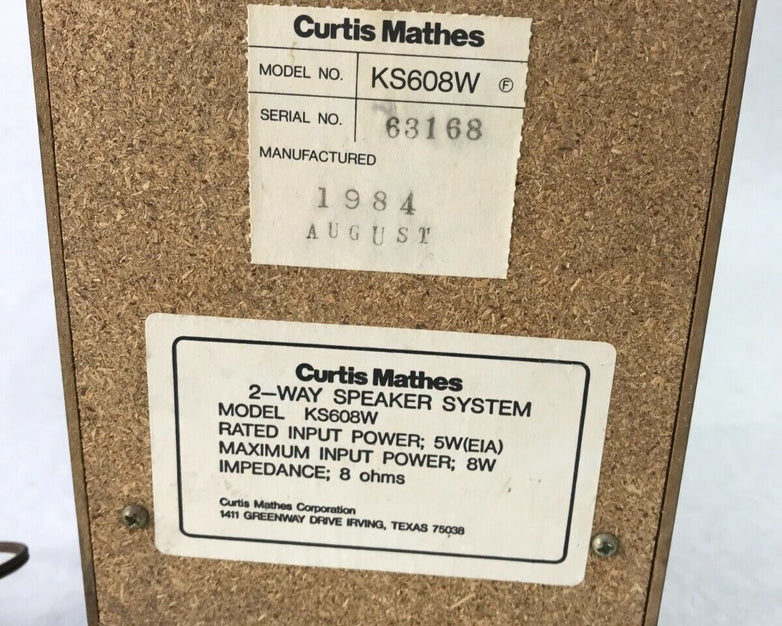 Curtis Mathes
MODEL NO. KS608W Ⓕ
SERIAL NO. 63168
MANUFACTURED
1984
AUGUST
Curtis Mathes
2-WAY SPEAKER SYSTEM
MODEL KS608W
RATED INPUT POWER; 5W(EIA)
MAXIMUM INPUT POWER; 8W
IMPEDANCE; 8 ohms
Curtis Mathes Corporation
1411 GREENWAY DRIVE IRVING, TEXAS 75038